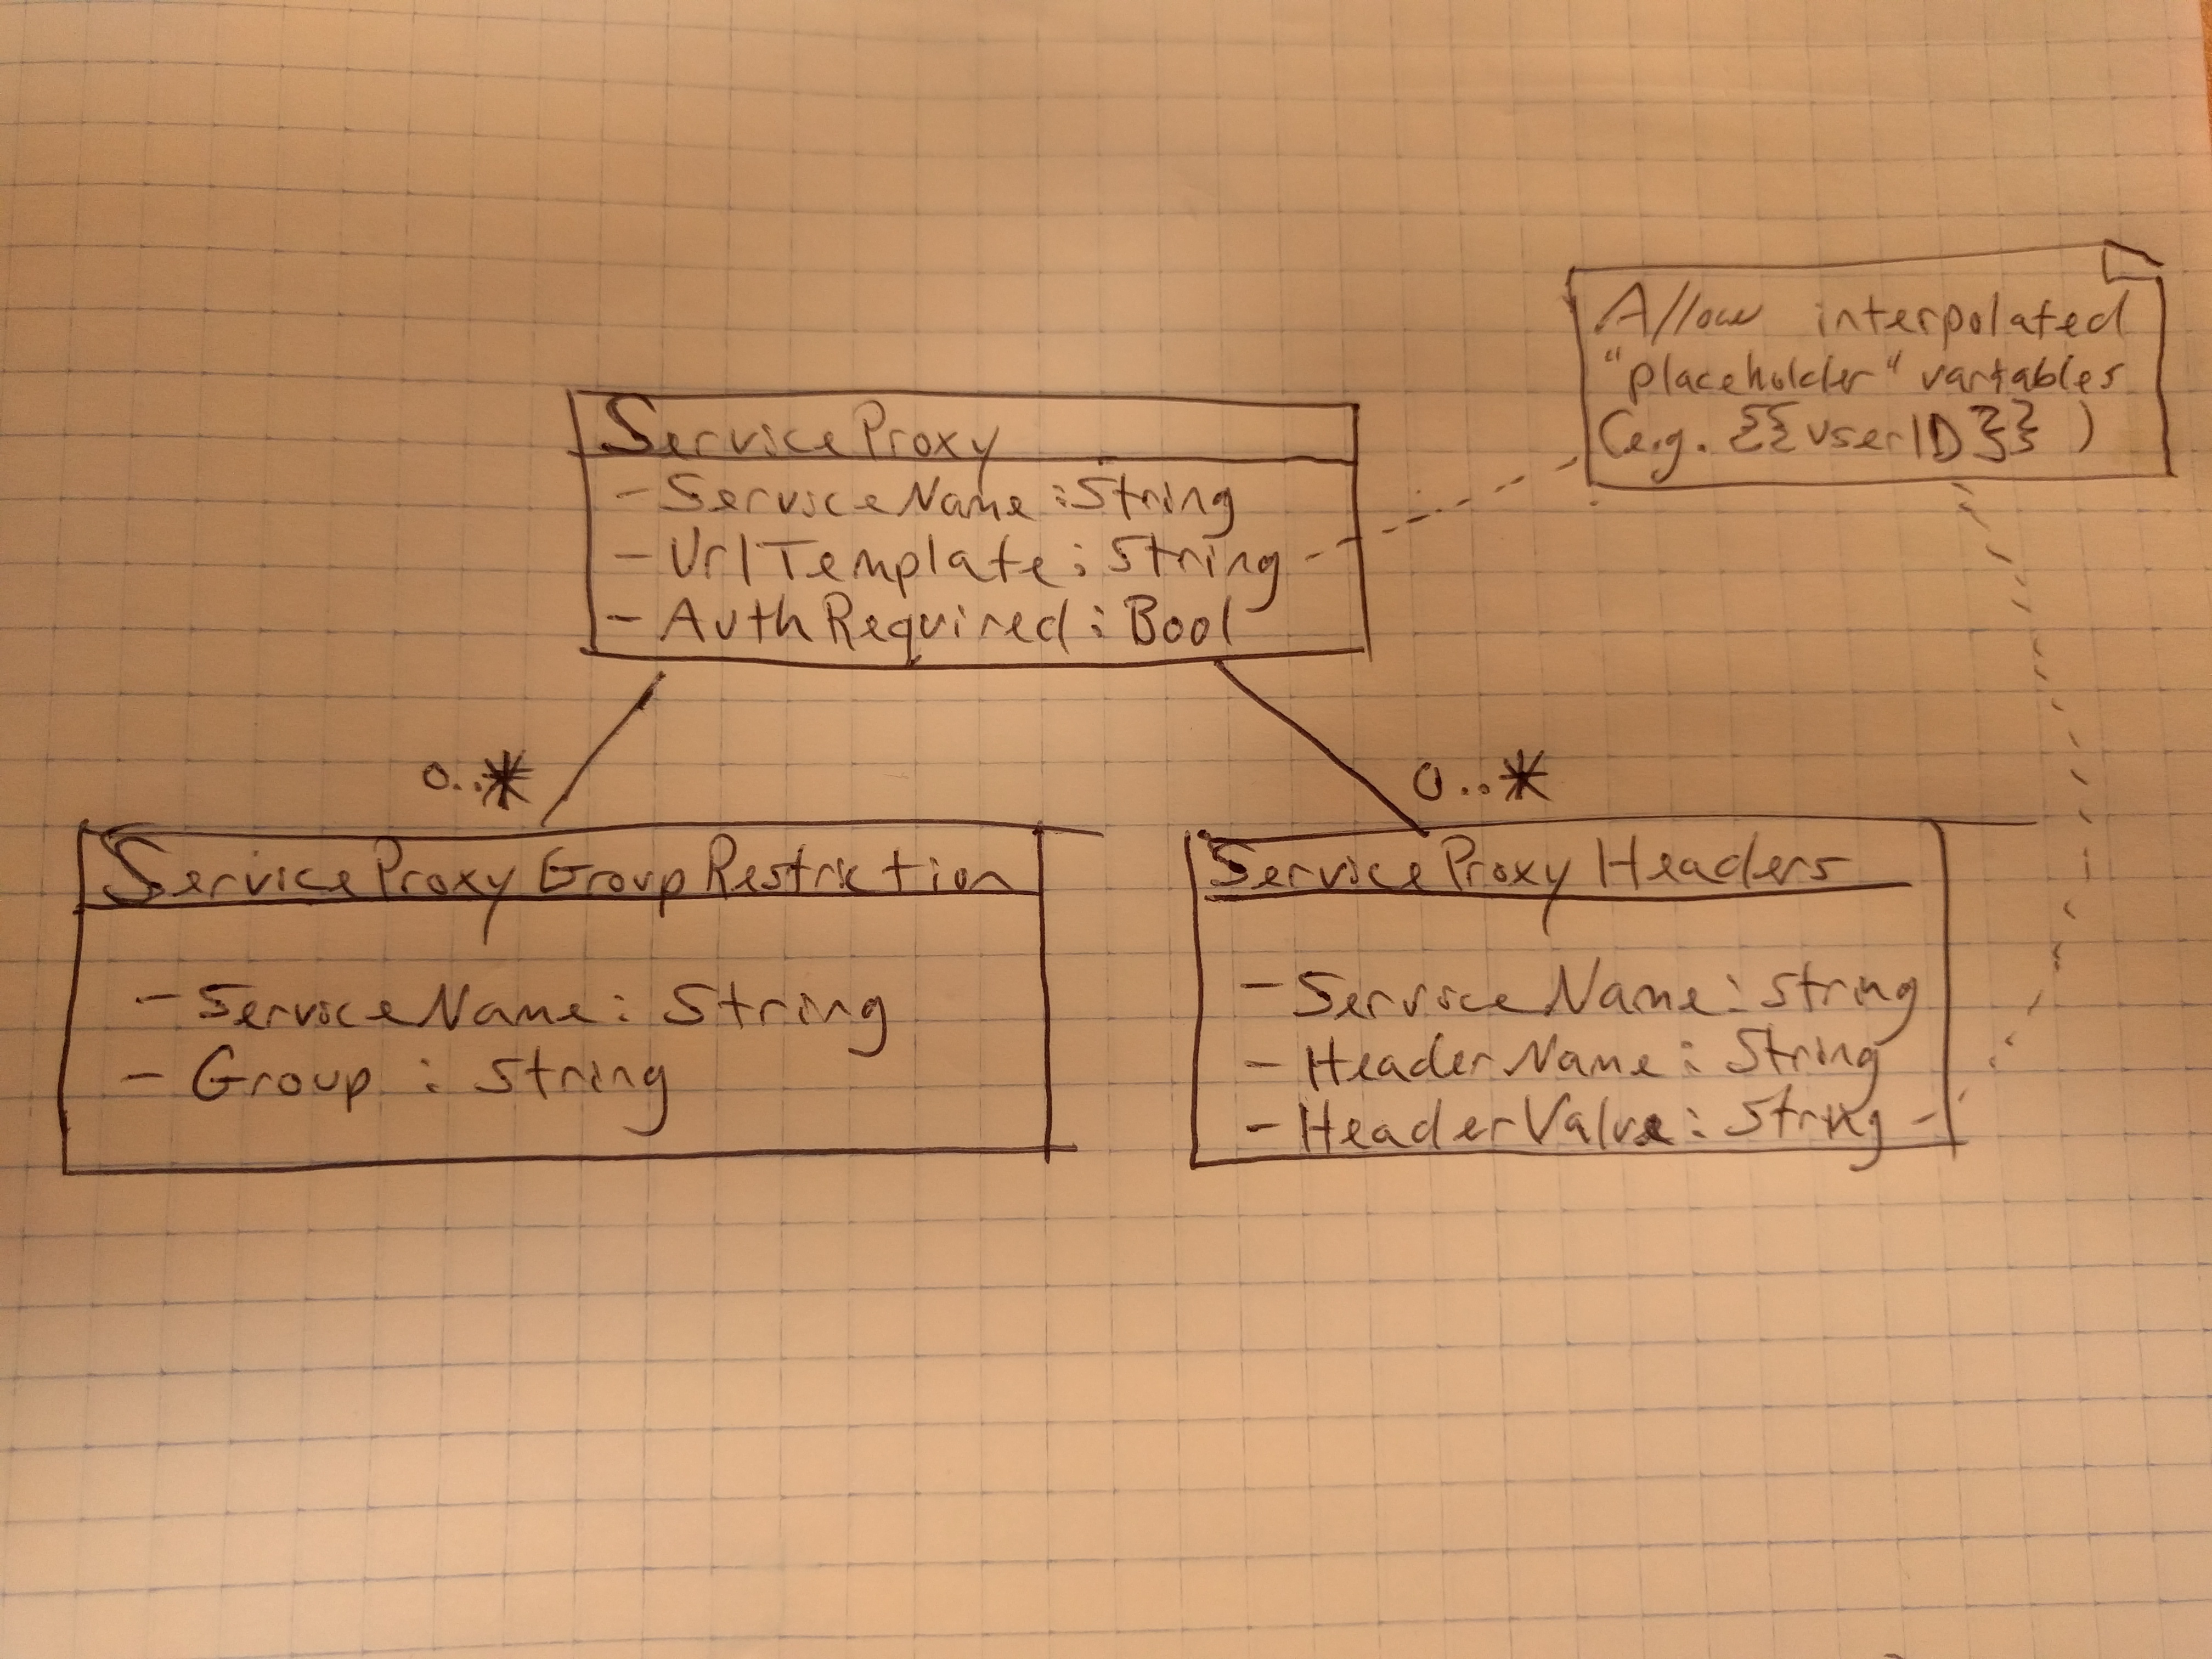 Allow interpolated
"placeholder" variables
(e.g. {{userID}} )
ServiceProxy
- ServiceName : String
- UrlTemplate : String
- AuthRequired : Bool
0..*
0..*
ServiceProxyGroupRestriction
- ServiceName : String
- Group : String
ServiceProxyHeaders
- ServiceName : String
- HeaderName : String
- HeaderValue : String